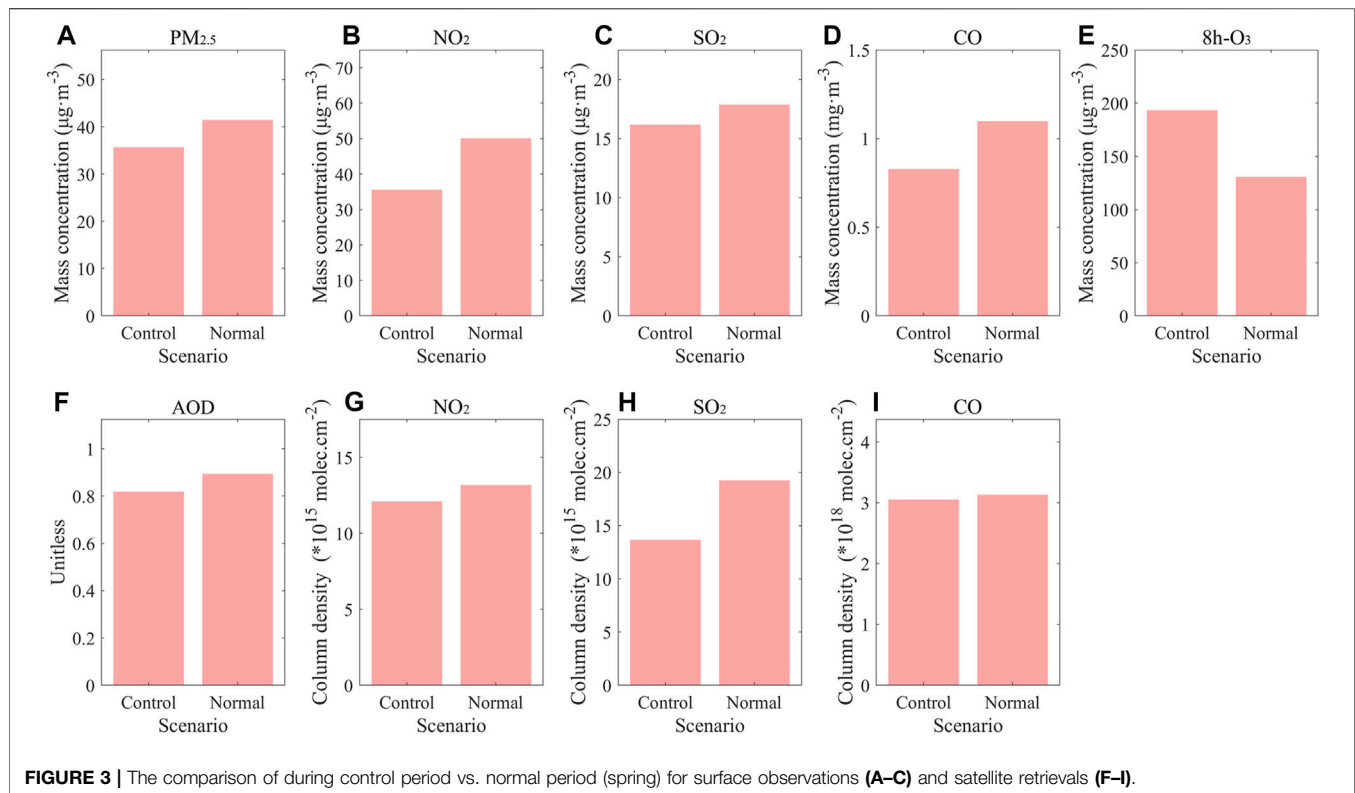 A PM2.5
Mass concentration (μg·m-3)
50
40
30
20
10
0
Control Normal
Scenario
B NO2
Mass concentration (μg·m-3)
70
60
50
40
30
20
10
0
Control Normal
Scenario
C SO2
Mass concentration (μg·m-3)
20
15
10
5
0
Control Normal
Scenario
D CO
Mass concentration (mg·m-3)
1.5
1
0.5
0
Control Normal
Scenario
E 8h-O3
Mass concentration (μg·m-3)
250
200
150
100
50
0
Control Normal
Scenario
F AOD
Unitless
1
0.8
0.6
0.4
0.2
0
Control Normal
Scenario
G NO2
Column density (*1015 molec.cm-2)
15
10
5
0
Control Normal
Scenario
H SO2
Column density (*1015 molec.cm-2)
25
20
15
10
5
0
Control Normal
Scenario
I CO
Column density (*1018 molec.cm-2)
4
3
2
1
0
Control Normal
Scenario
FIGURE 3 | The comparison of during control period vs. normal period (spring) for surface observations (A–C) and satellite retrievals (F–I).